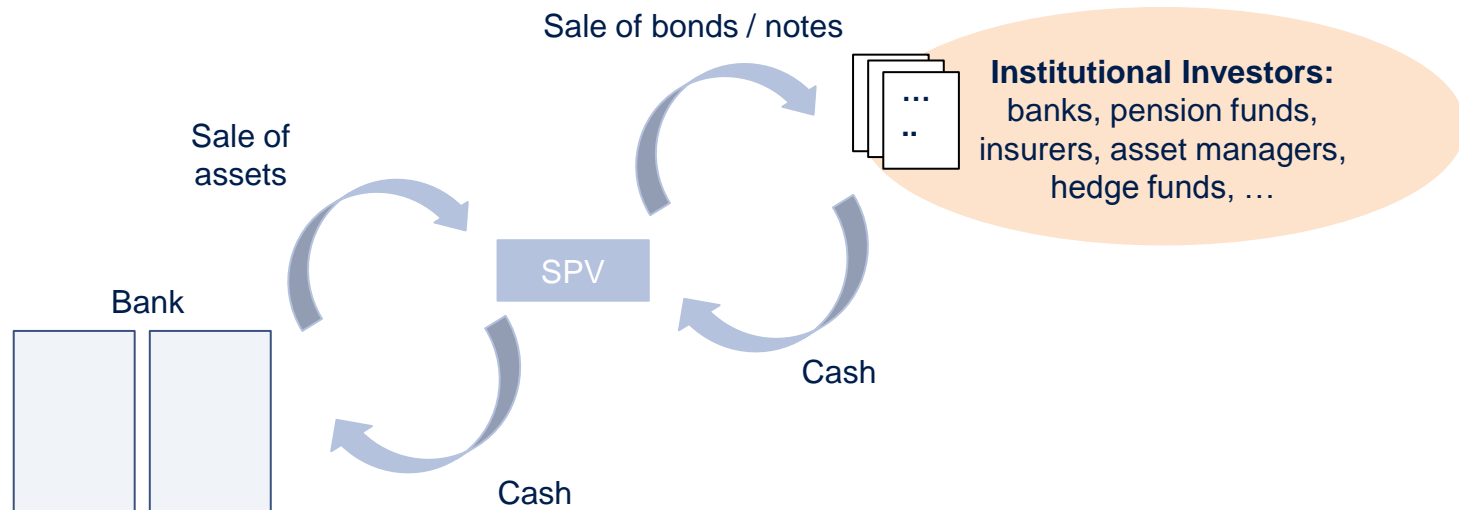 Sale of bonds / notes
Institutional Investors:
banks, pension funds,
insurers, asset managers,
hedge funds, …
…
..
Sale of
assets
SPV
Bank
Cash
Cash